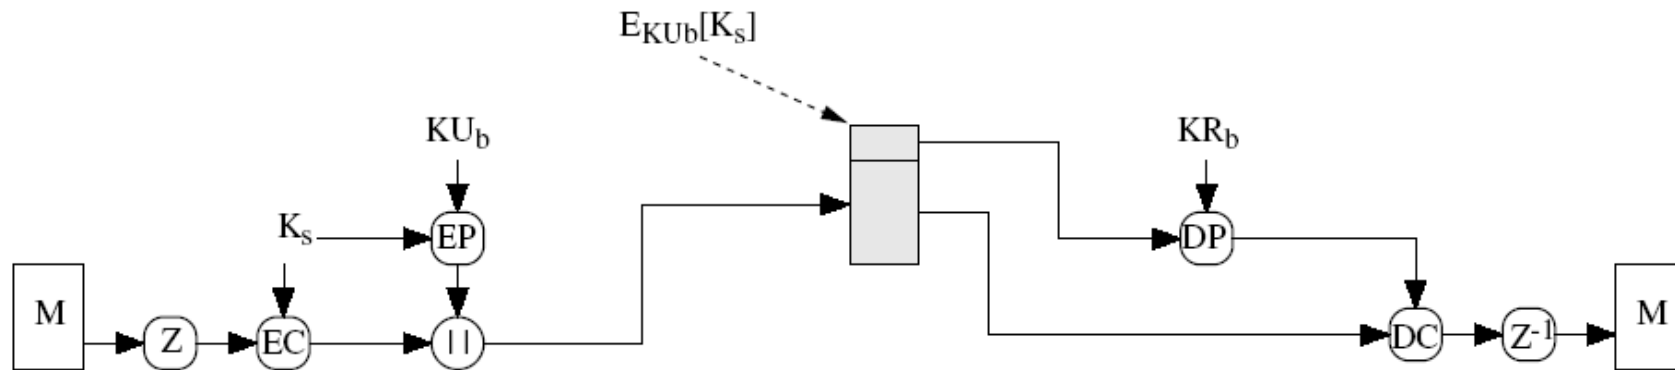 E_KUb[K_s]
KU_b
KR_b
K_s
EP
DP
M
Z
EC
||
DC
Z^-1
M